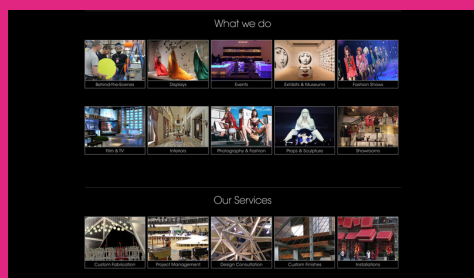 What we do
Behind-the-Scenes
Displays
Events
Exhibits & Museums
Fashion Shows
Film & TV
Interiors
Photography & Fashion
Props & Sculpture
Showrooms
Our Services
Custom Fabrication
Project Management
Design Consultation
Custom Finishes
Installations